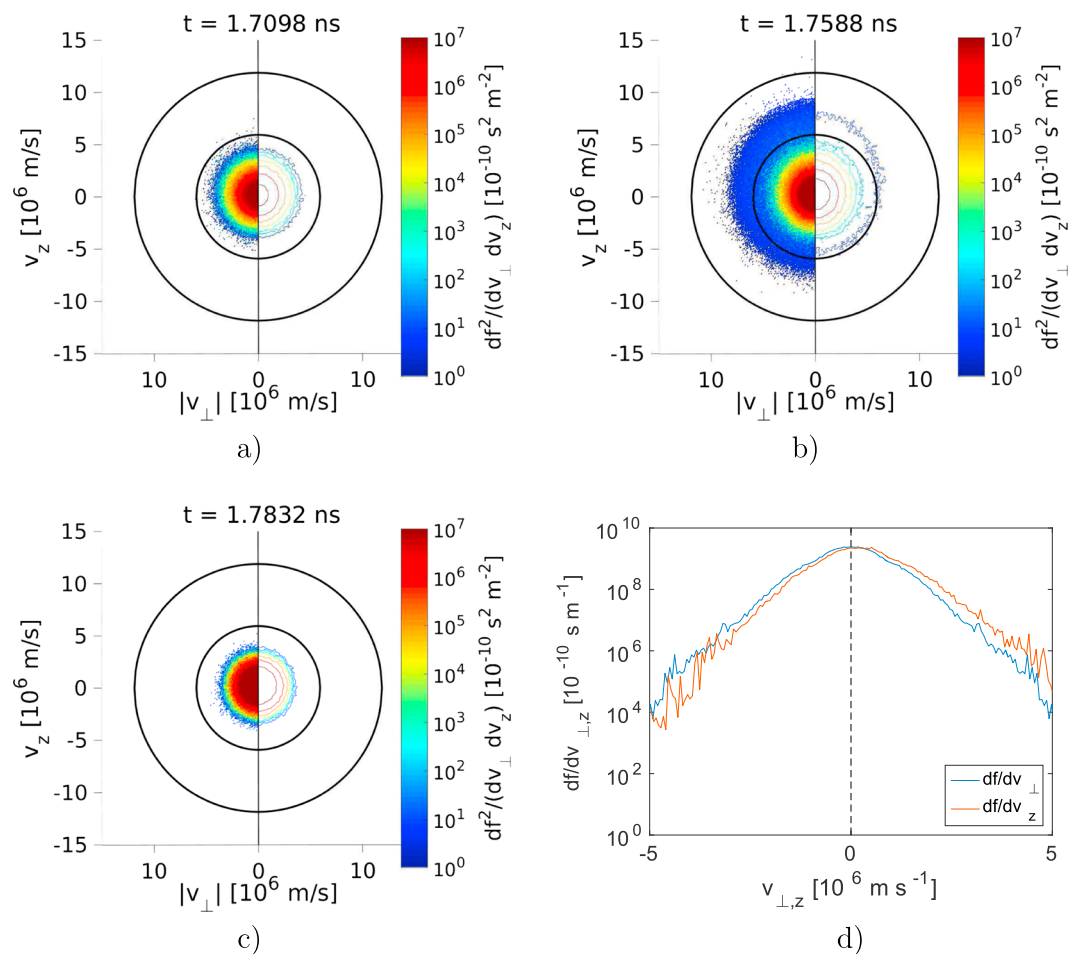 t = 1.7098 ns
15
10
5
0
-5
-10
-15
v_z [10^6 m/s]
10 0 10
|v_⊥| [10^6 m/s]
10^7
10^6
10^5
10^4
10^3
10^2
10^1
10^0
df^2/(dv_⊥ dv_z) [10^-10 s^2 m^-2]
a)
t = 1.7588 ns
15
10
5
0
-5
-10
-15
v_z [10^6 m/s]
10 0 10
|v_⊥| [10^6 m/s]
10^7
10^6
10^5
10^4
10^3
10^2
10^1
10^0
df^2/(dv_⊥ dv_z) [10^-10 s^2 m^-2]
b)
t = 1.7832 ns
15
10
5
0
-5
-10
-15
v_z [10^6 m/s]
10 0 10
|v_⊥| [10^6 m/s]
10^7
10^6
10^5
10^4
10^3
10^2
10^1
10^0
df^2/(dv_⊥ dv_z) [10^-10 s^2 m^-2]
c)
10^10
10^8
10^6
10^4
10^2
10^0
df/dv_⊥,z [10^-10 s m^-1]
df/dv_⊥
df/dv_z
-5 0 5
v_⊥,z [10^6 m s^-1]
d)